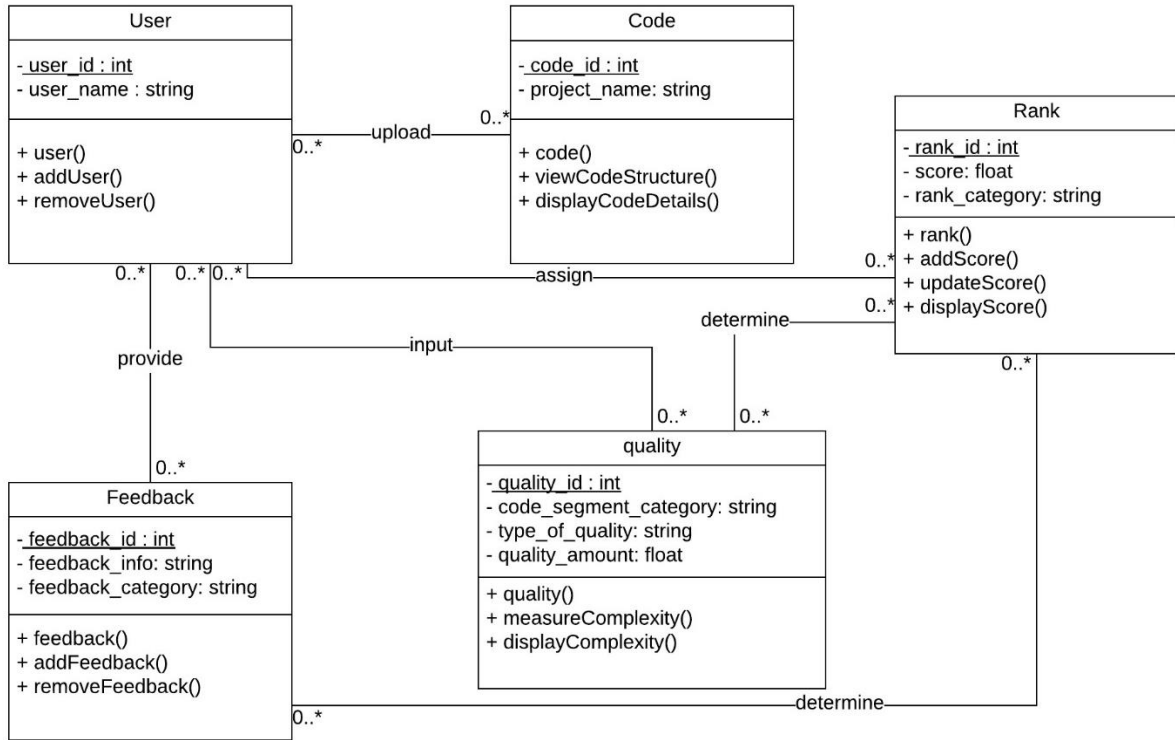 User
- user_id : int
- user_name : string
+ user()
+ addUser()
+ removeUser()
Code
- code_id : int
- project_name: string
+ code()
+ viewCodeStructure()
+ displayCodeDetails()
Rank
- rank_id : int
- score: float
- rank_category: string
+ rank()
+ addScore()
+ updateScore()
+ displayScore()
0..*
upload
0..*
0..*
0..*
0..*
assign
0..*
determine
0..*
input
provide
0..*
0..*
0..*
0..*
Feedback
- feedback_id : int
- feedback_info: string
- feedback_category: string
+ feedback()
+ addFeedback()
+ removeFeedback()
quality
- quality_id : int
- code_segment_category: string
- type_of_quality: string
- quality_amount: float
+ quality()
+ measureComplexity()
+ displayComplexity()
0..*
determine